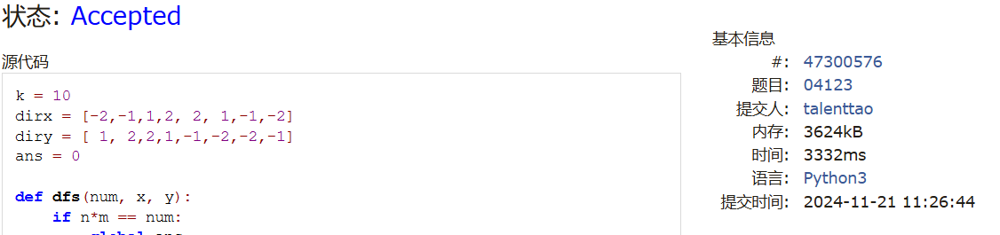 状态: Accepted
源代码
k = 10
dirx = [-2,-1,1,2, 2, 1,-1,-2]
diry = [ 1, 2,2,1,-1,-2,-2,-1]
ans = 0
def dfs(num, x, y):
    if n*m == num:
        global ans
基本信息
#: 47300576
题目: 04123
提交人: talenttao
内存: 3624kB
时间: 3332ms
语言: Python3
提交时间: 2024-11-21 11:26:44